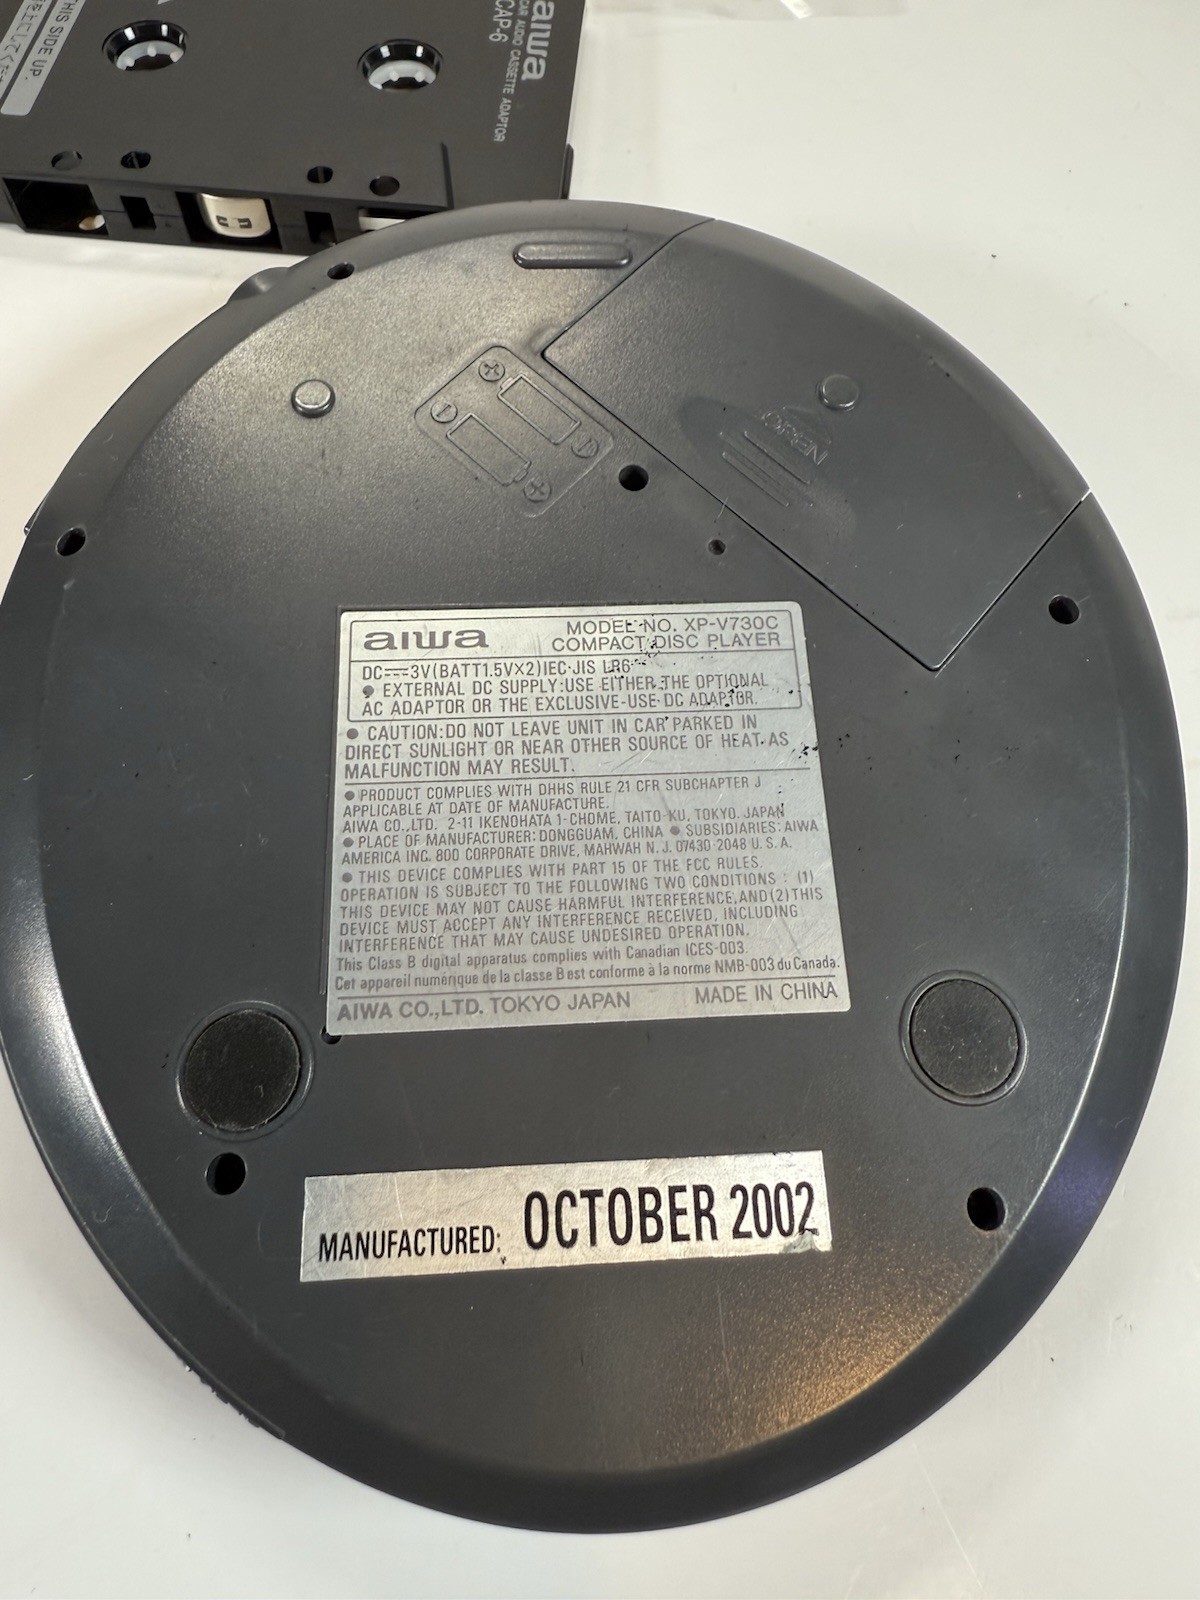 aiwa
CAR AUDIO CASSETTE ADAPTOR
CAP-6
THIS SIDE UP.
OPEN
aiwa
MODEL NO. XP-V730C
COMPACT DISC PLAYER
DC⎓3V(BATT1.5V×2)IEC·JIS LR6
● EXTERNAL DC SUPPLY:USE EITHER THE OPTIONAL
AC ADAPTOR OR THE EXCLUSIVE-USE DC ADAPTOR.
● CAUTION:DO NOT LEAVE UNIT IN CAR PARKED IN
DIRECT SUNLIGHT OR NEAR OTHER SOURCE OF HEAT.AS
MALFUNCTION MAY RESULT.
● PRODUCT COMPLIES WITH DHHS RULE 21 CFR SUBCHAPTER J
APPLICABLE AT DATE OF MANUFACTURE.
AIWA CO.,LTD. 2-11 IKENOHATA 1-CHOME, TAITO-KU, TOKYO. JAPAN
● PLACE OF MANUFACTURER: DONGGUAM, CHINA ● SUBSIDIARIES: AIWA
AMERICA INC. 800 CORPORATE DRIVE, MAHWAH N. J. 07430-2048 U. S. A.
● THIS DEVICE COMPLIES WITH PART 15 OF THE FCC RULES.
OPERATION IS SUBJECT TO THE FOLLOWING TWO CONDITIONS : (1)
THIS DEVICE MAY NOT CAUSE HARMFUL INTERFERENCE,AND(2)THIS
DEVICE MUST ACCEPT ANY INTERFERENCE RECEIVED, INCLUDING
INTERFERENCE THAT MAY CAUSE UNDESIRED OPERATION.
This Class B digital apparatus complies with Canadian ICES-003.
Cet appareil numérique de la classe B est conforme à la norme NMB-003 du Canada.
AIWA CO.,LTD. TOKYO JAPAN MADE IN CHINA
MANUFACTURED: OCTOBER 2002